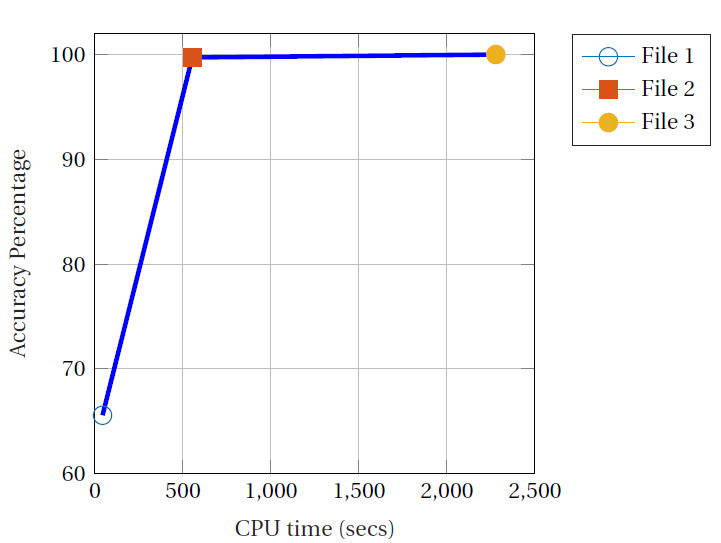 100
90
80
70
60
0 500 1,000 1,500 2,000 2,500
Accuracy Percentage
CPU time (secs)
File 1
File 2
File 3